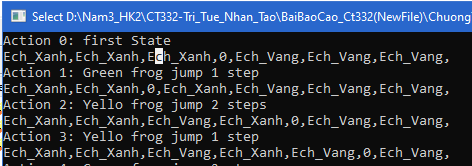 Select D:\Nam3_HK2\CT332-Tri_Tue_Nhan_Tao\BaiBaoCao_Ct332(NewFile)\Chuong
Action 0: first State
Ech_Xanh,Ech_Xanh,Ech_Xanh,0,Ech_Vang,Ech_Vang,Ech_Vang,
Action 1: Green frog jump 1 step
Ech_Xanh,Ech_Xanh,0,Ech_Xanh,Ech_Vang,Ech_Vang,Ech_Vang,
Action 2: Yello frog jump 2 steps
Ech_Xanh,Ech_Xanh,Ech_Vang,Ech_Xanh,0,Ech_Vang,Ech_Vang,
Action 3: Yello frog jump 1 step
Ech_Xanh,Ech_Xanh,Ech_Vang,Ech_Xanh,Ech_Vang,0,Ech_Vang,